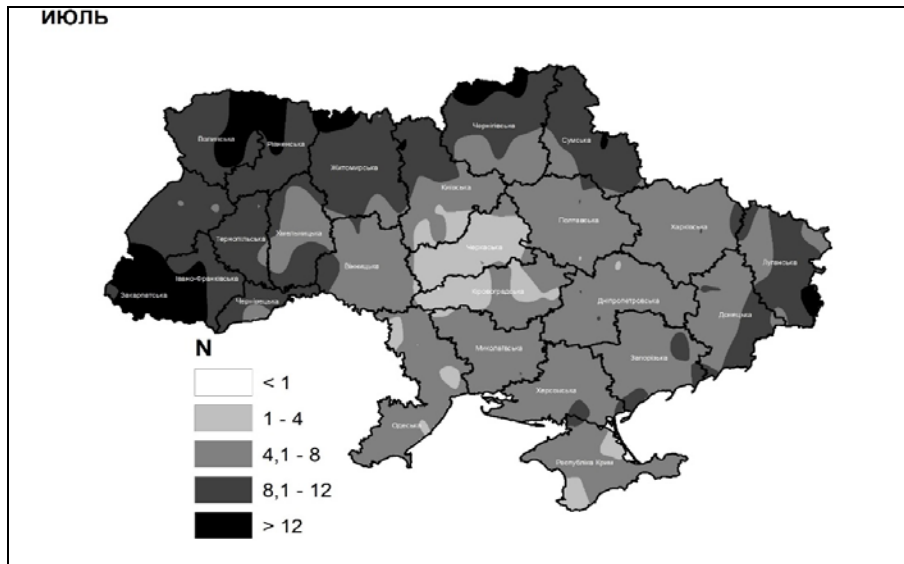 ИЮЛЬ
Волинська
Рівненська
Житомирська
Чернігівська
Сумська
Київська
Полтавська
Харківська
Луганська
Тернопільська
Хмельницька
Вінницька
Черкаська
Івано-Франківська
Закарпатська
Чернівецька
Кіровоградська
Дніпропетровська
Донецька
Миколаївська
Запорізька
Херсонська
Одеська
Республіка Крим
N
< 1
1 - 4
4,1 - 8
8,1 - 12
> 12